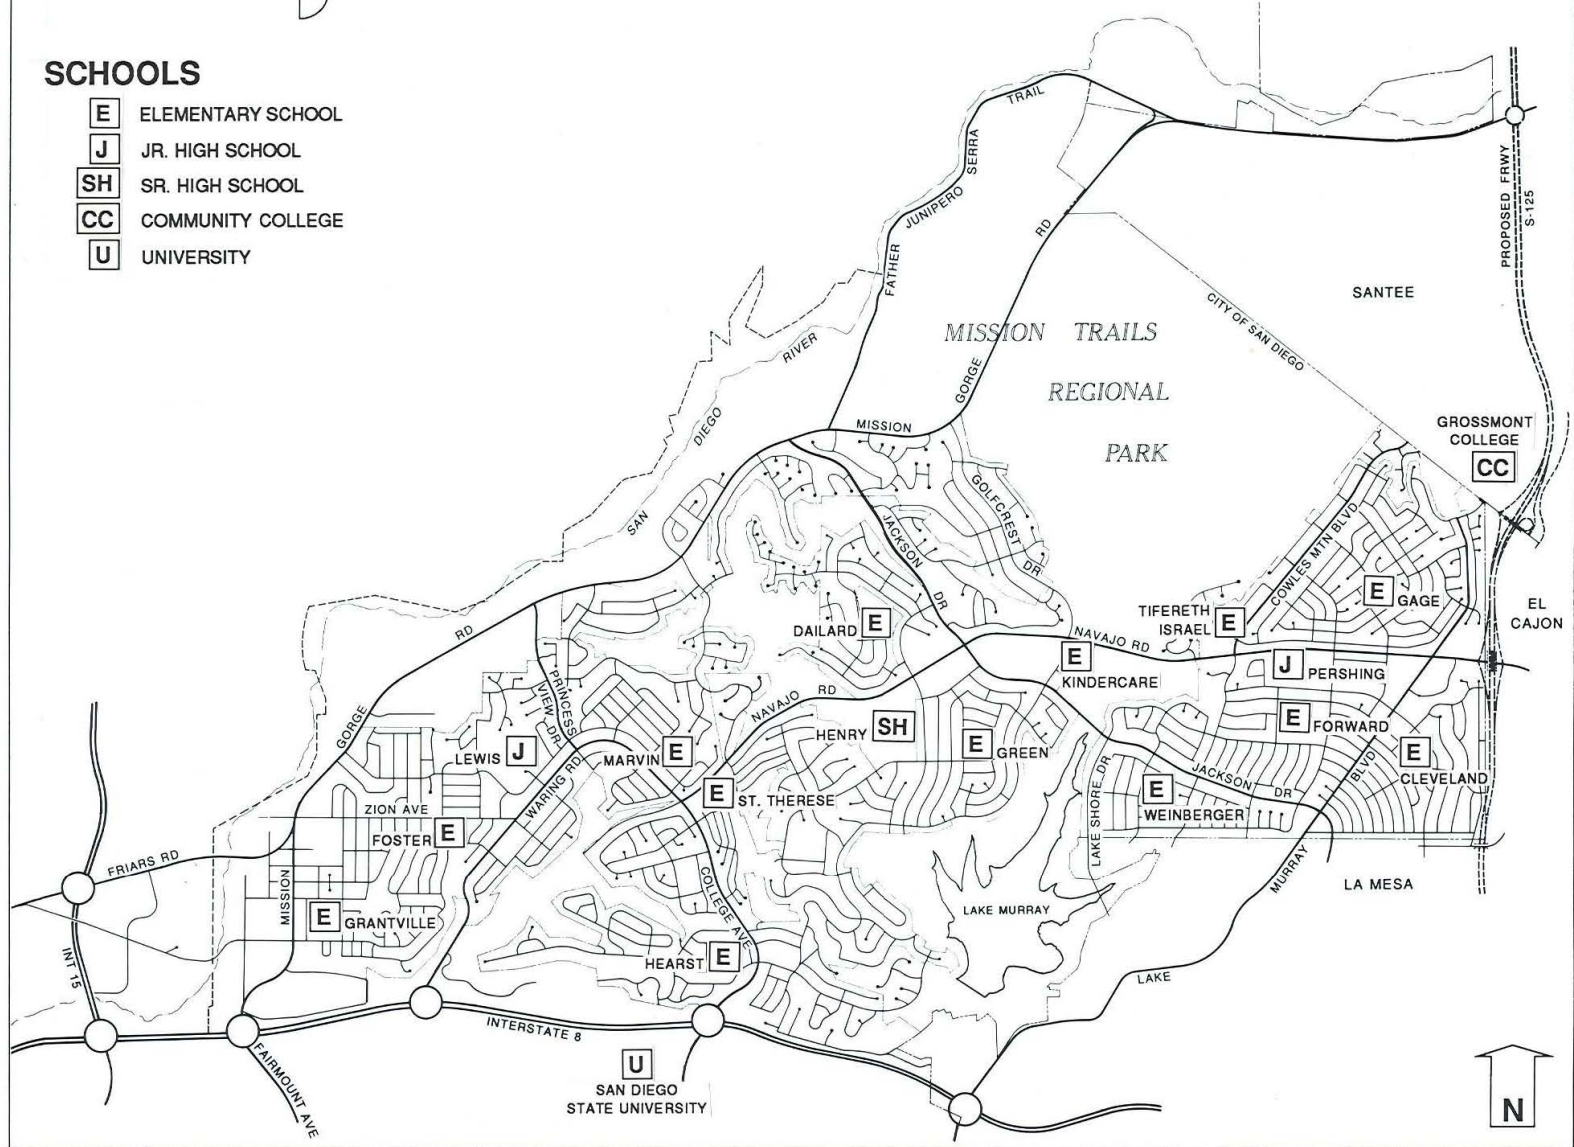 SCHOOLS
E ELEMENTARY SCHOOL
J JR. HIGH SCHOOL
SH SR. HIGH SCHOOL
CC COMMUNITY COLLEGE
U UNIVERSITY
TRAIL
SERRA
JUNIPERO
FATHER
RD
PROPOSED FRWY
S-125
SANTEE
CITY OF SAN DIEGO
MISSION TRAILS
REGIONAL
PARK
RIVER
DIEGO
SAN
GORGE
MISSION
GROSSMONT
COLLEGE
CC
GOLFCREST
DR
JACKSON
DR
COWLES MTN BLVD
E GAGE
TIFERETH
ISRAEL E
EL
CAJON
DAILARD E
NAVAJO RD
E
KINDERCARE
J PERSHING
RD
PRINCESS
VIEW DR
NAVAJO RD
HENRY SH
E FORWARD
GORGE
LEWIS J
MARVIN E
E GREEN
E
CLEVELAND
BLVD
WARING RD
E ST. THERESE
LAKE SHORE DR
JACKSON DR
E
WEINBERGER
ZION AVE
FOSTER E
FRIARS RD
MISSION
E GRANTVILLE
COLLEGE AVE
LAKE MURRAY
MURRAY
LA MESA
INT 15
HEARST E
LAKE
INTERSTATE 8
FAIRMOUNT AVE
U
SAN DIEGO
STATE UNIVERSITY
N